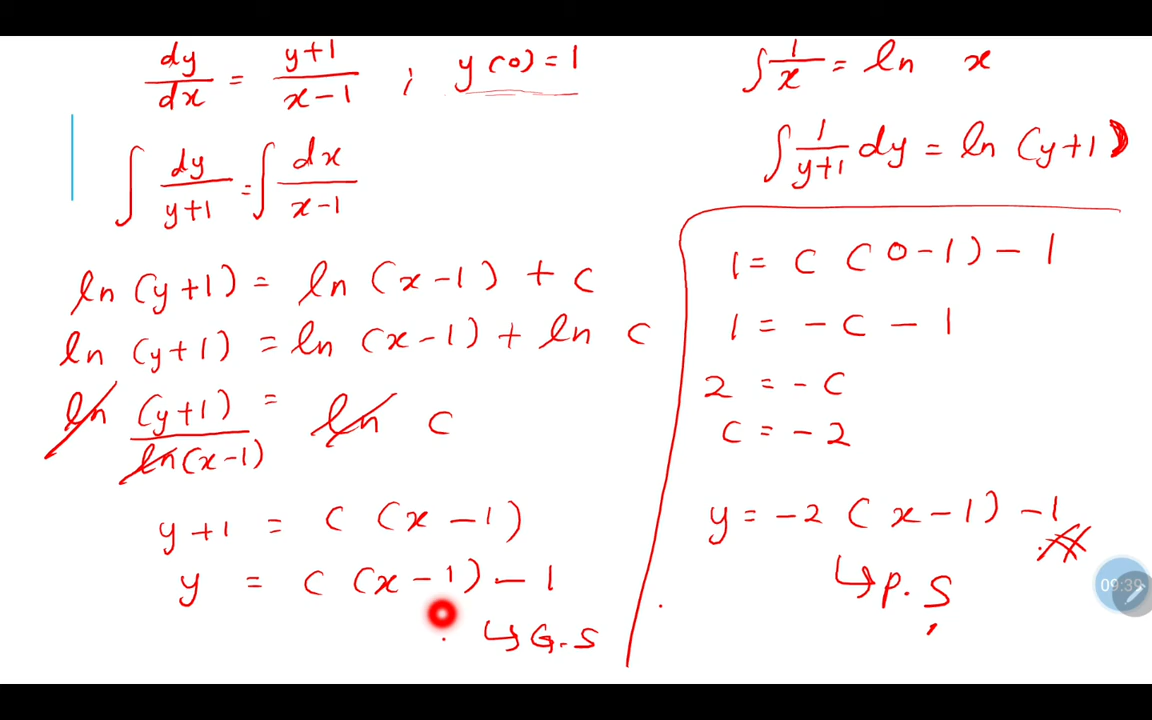 dy/dx = y+1/x-1 ; y(0) = 1
∫ dy/y+1 = ∫ dx/x-1
ln (y+1) = ln (x-1) + c
ln (y+1) = ln (x-1) + ln c
ln (y+1)/ln(x-1) = ln c
y+1 = c (x-1)
y = c (x-1) - 1
↳ G.S
∫ 1/x = ln x
∫ 1/y+1 dy = ln (y+1)
1 = c (0-1) - 1
1 = -c - 1
2 = -c
c = -2
y = -2 (x-1) -1
↳ P.S
09:39